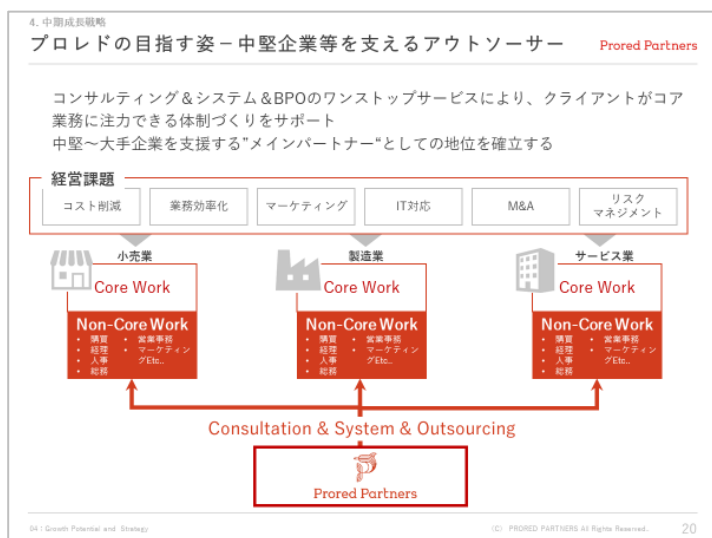 4. 中期成長戦略
プロレドの目指す姿－中堅企業等を支えるアウトソーサー
Prored Partners
コンサルティング＆システム＆BPOのワンストップサービスにより、クライアントがコア
業務に注力できる体制づくりをサポート
中堅～大手企業を支援する”メインパートナー“としての地位を確立する
経営課題
コスト削減
業務効率化
マーケティング
IT対応
M&A
リスク
マネジメント
小売業
Core Work
Non-Core Work
• 購買
• 経理
• 人事
• 総務
• 営業事務
• マーケティン
グEtc..
製造業
Core Work
Non-Core Work
• 購買
• 経理
• 人事
• 総務
• 営業事務
• マーケティン
グEtc..
サービス業
Core Work
Non-Core Work
• 購買
• 経理
• 人事
• 総務
• 営業事務
• マーケティン
グEtc..
Consultation & System & Outsourcing
Prored Partners
04：Growth Potential and Strategy
（C） PRORED PARTNERS All Rights Reserved.
20